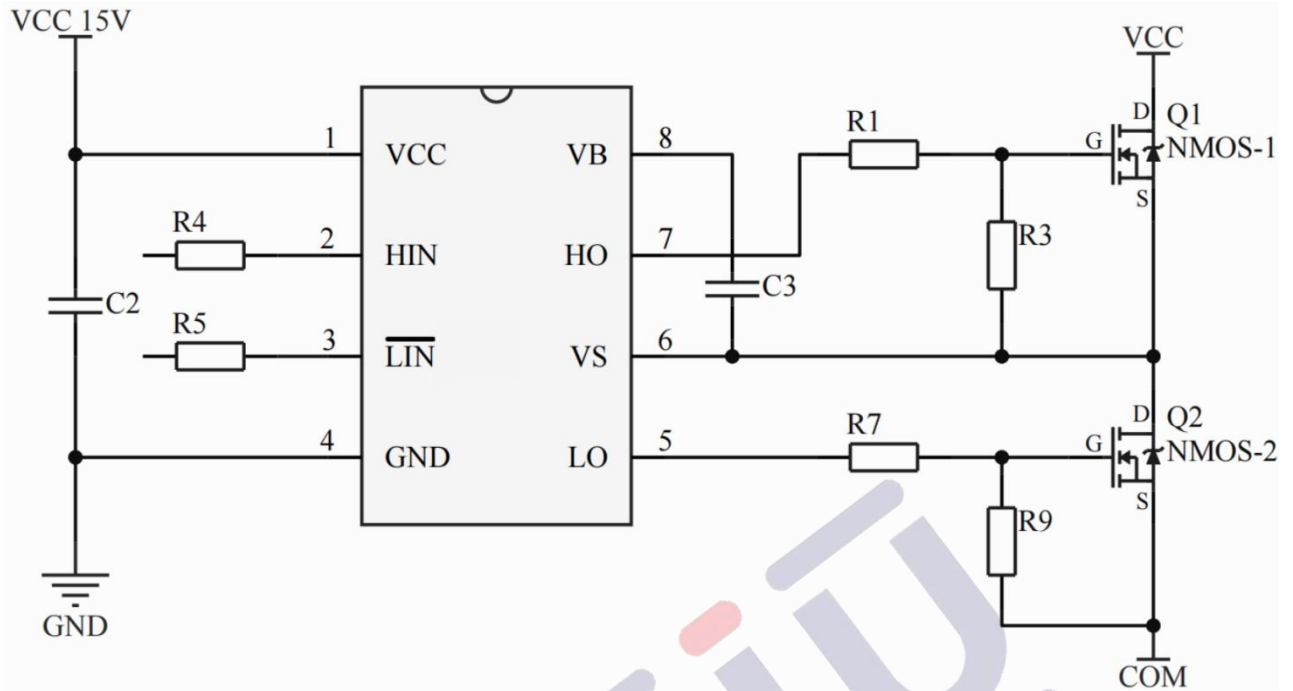 VCC 15V
VCC
R1
D
Q1
1
VCC
VB
8
G
NMOS-1
S
R4
2
HIN
HO
7
R3
C2
C3
R5
3
LIN
VS
6
D
Q2
R7
4
GND
LO
5
G
NMOS-2
S
R9
GND
COM